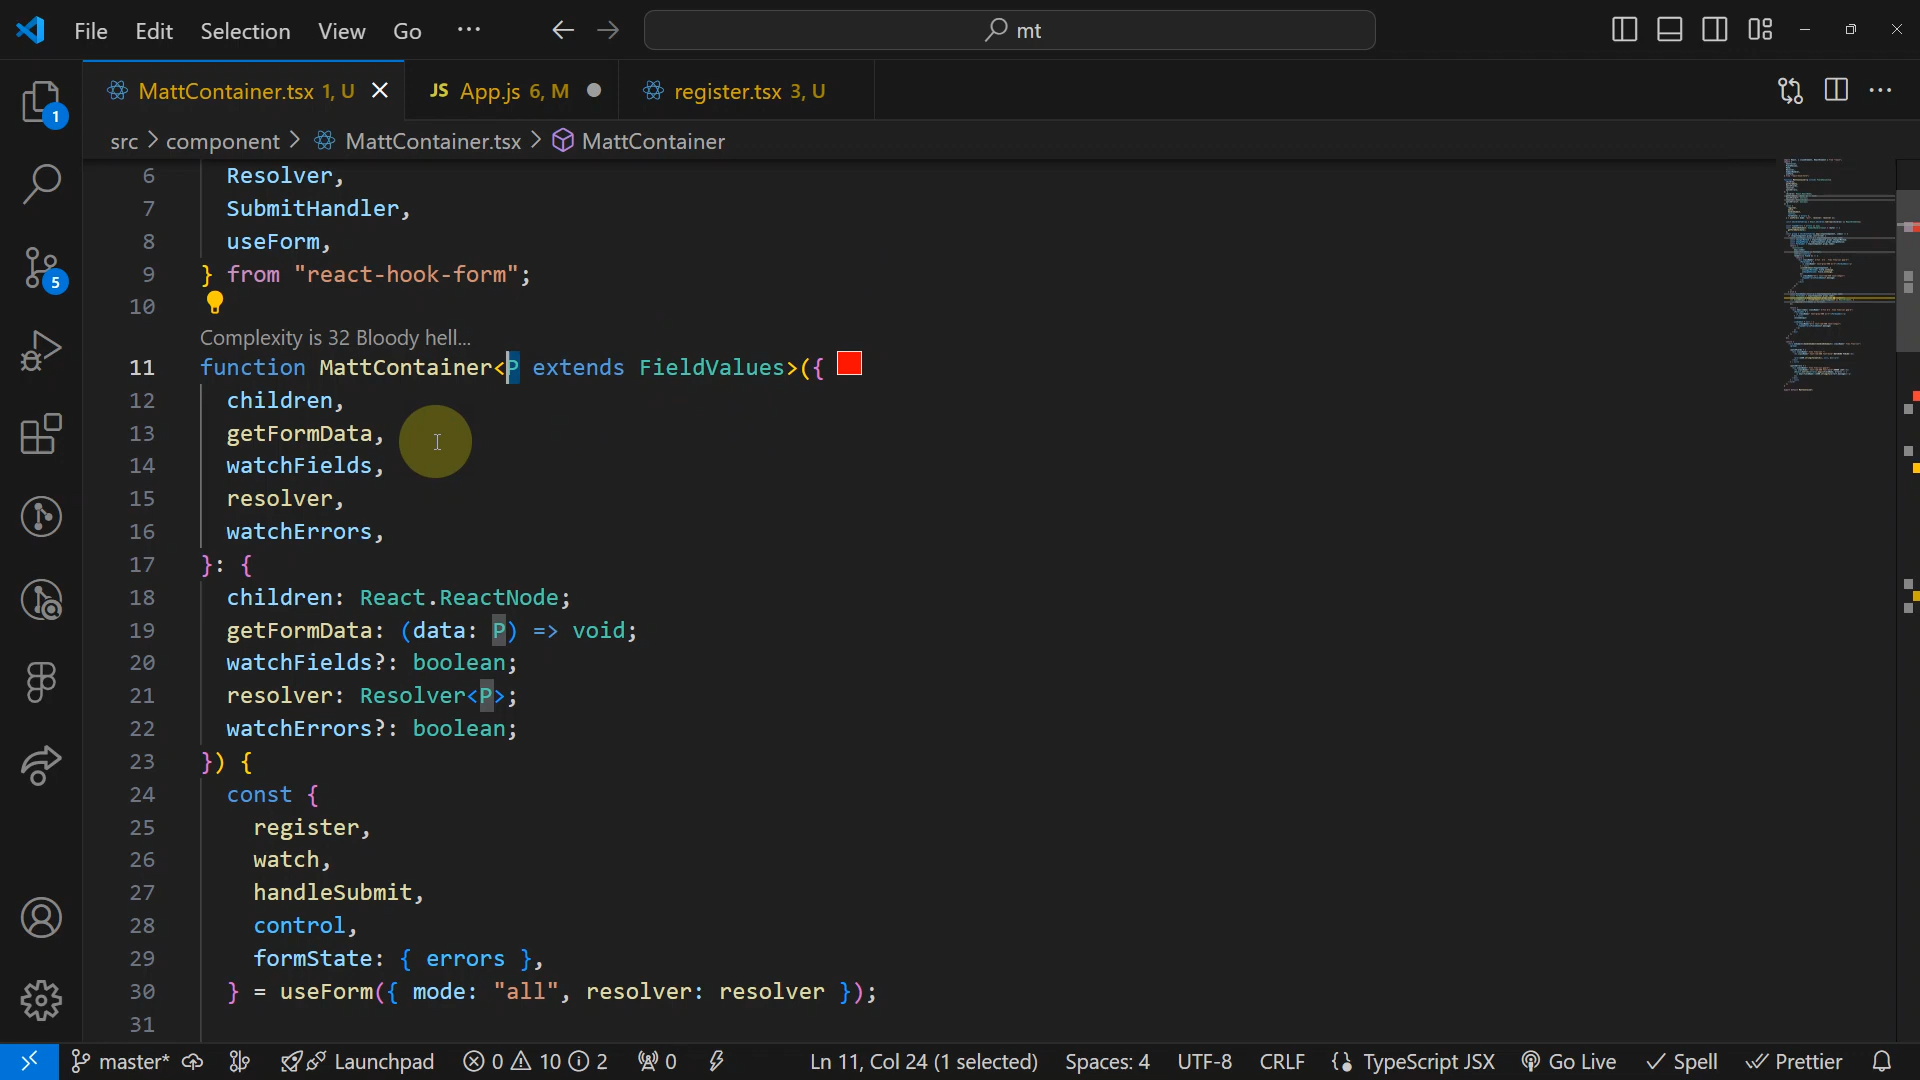 File Edit Selection View Go ··· mt
MattContainer.tsx 1, U JS App.js 6, M register.tsx 3, U
src > component > MattContainer.tsx > MattContainer
1
5
6 Resolver,
7 SubmitHandler,
8 useForm,
9 } from "react-hook-form";
10
Complexity is 32 Bloody hell...
11 function MattContainer<P extends FieldValues>({
12 children,
13 getFormData,
14 watchFields,
15 resolver,
16 watchErrors,
17 }: {
18 children: React.ReactNode;
19 getFormData: (data: P) => void;
20 watchFields?: boolean;
21 resolver: Resolver<P>;
22 watchErrors?: boolean;
23 }) {
24 const {
25 register,
26 watch,
27 handleSubmit,
28 control,
29 formState: { errors },
30 } = useForm({ mode: "all", resolver: resolver });
31
master* Launchpad 0 10 2 0 Ln 11, Col 24 (1 selected) Spaces: 4 UTF-8 CRLF {} TypeScript JSX Go Live Spell Prettier